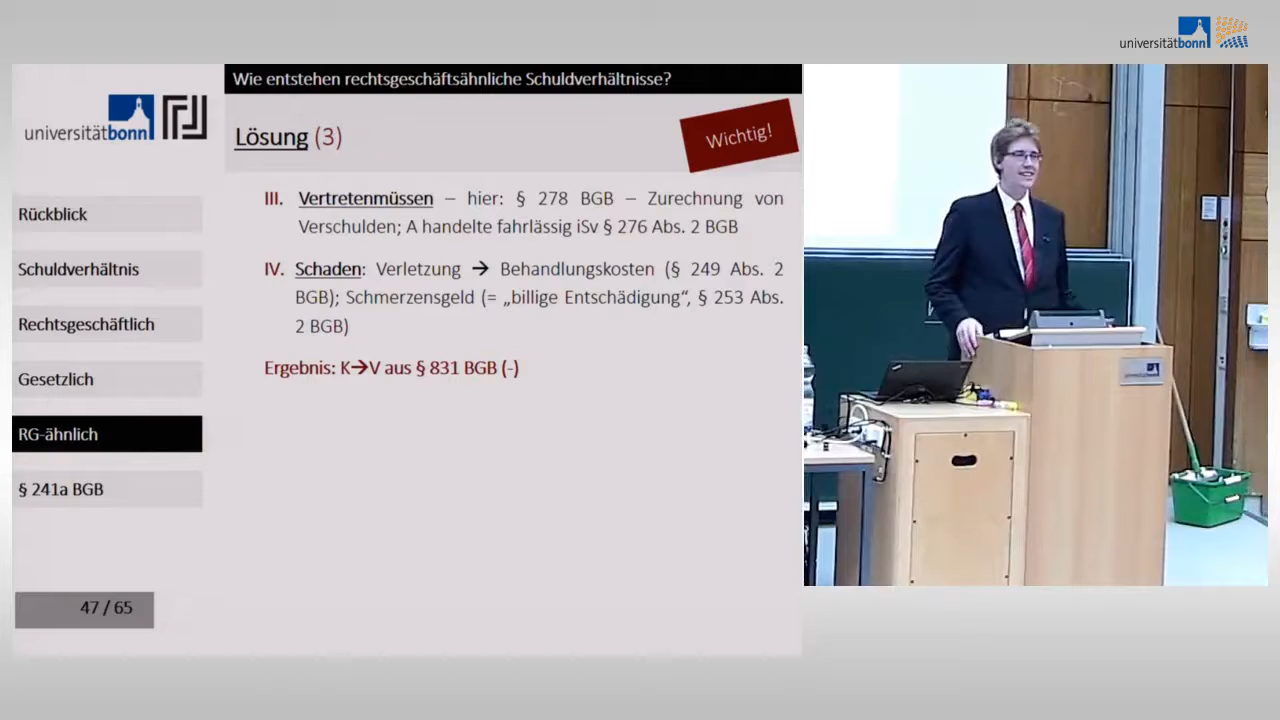 universitätbonn
Wie entstehen rechtsgeschäftsähnliche Schuldverhältnisse?
universitätbonn
Lösung (3)
Wichtig!
Rückblick
Schuldverhältnis
Rechtsgeschäftlich
Gesetzlich
RG-ähnlich
§ 241a BGB
47 / 65
III. Vertretenmüssen – hier: § 278 BGB – Zurechnung von
Verschulden; A handelte fahrlässig iSv § 276 Abs. 2 BGB
IV. Schaden: Verletzung → Behandlungskosten (§ 249 Abs. 2
BGB); Schmerzensgeld (= „billige Entschädigung“, § 253 Abs.
2 BGB)
Ergebnis: K→V aus § 831 BGB (-)